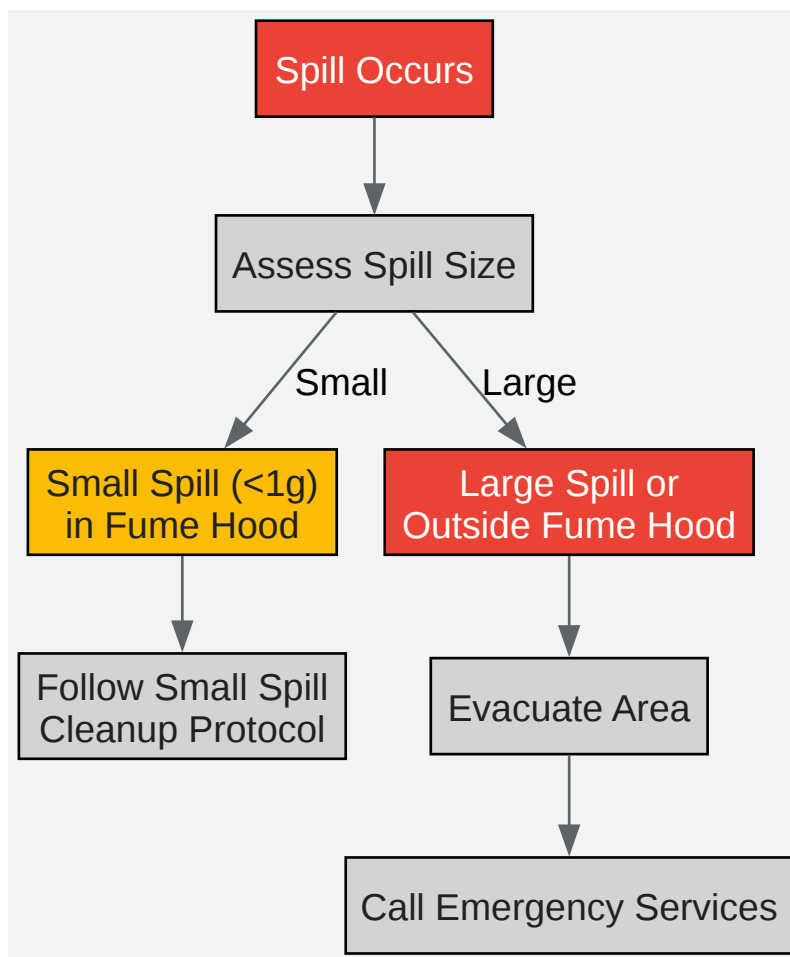 Spill Occurs
Assess Spill Size
Small
Large
Small Spill (<1g)
in Fume Hood
Large Spill or
Outside Fume Hood
Follow Small Spill
Cleanup Protocol
Evacuate Area
Call Emergency Services